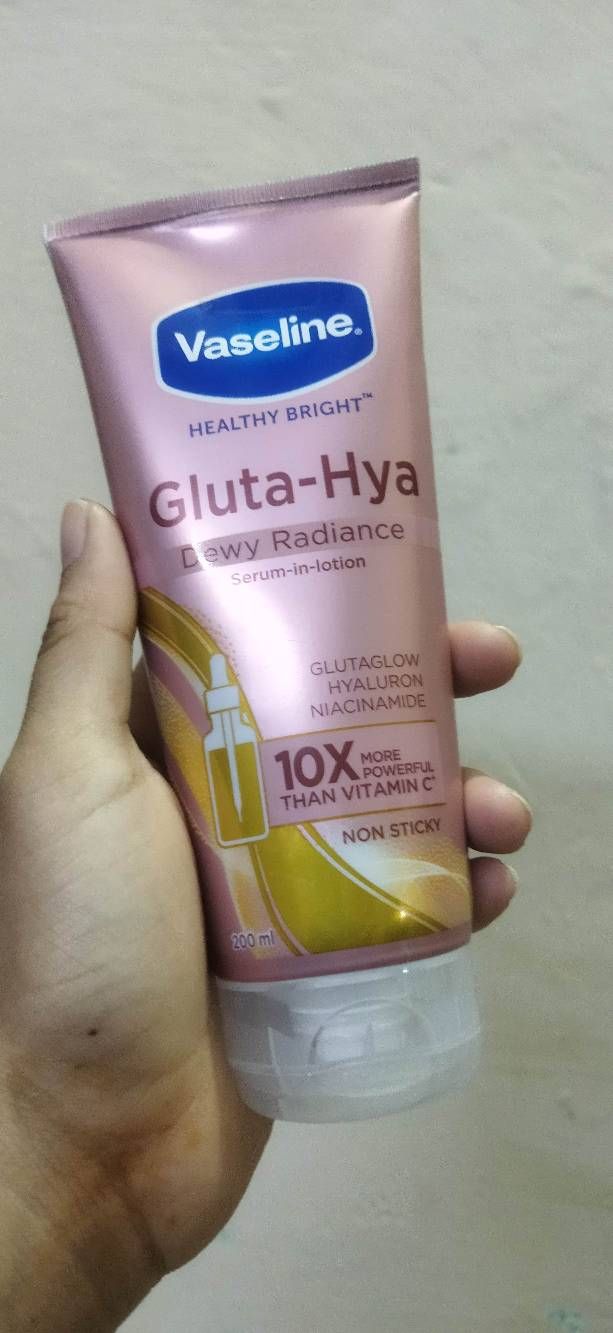 Vaseline®
HEALTHY BRIGHT™
Gluta-Hya
Dewy Radiance
Serum-in-lotion
GLUTAGLOW
HYALURON
NIACINAMIDE
10X MORE POWERFUL
THAN VITAMIN C*
NON STICKY
200 ml